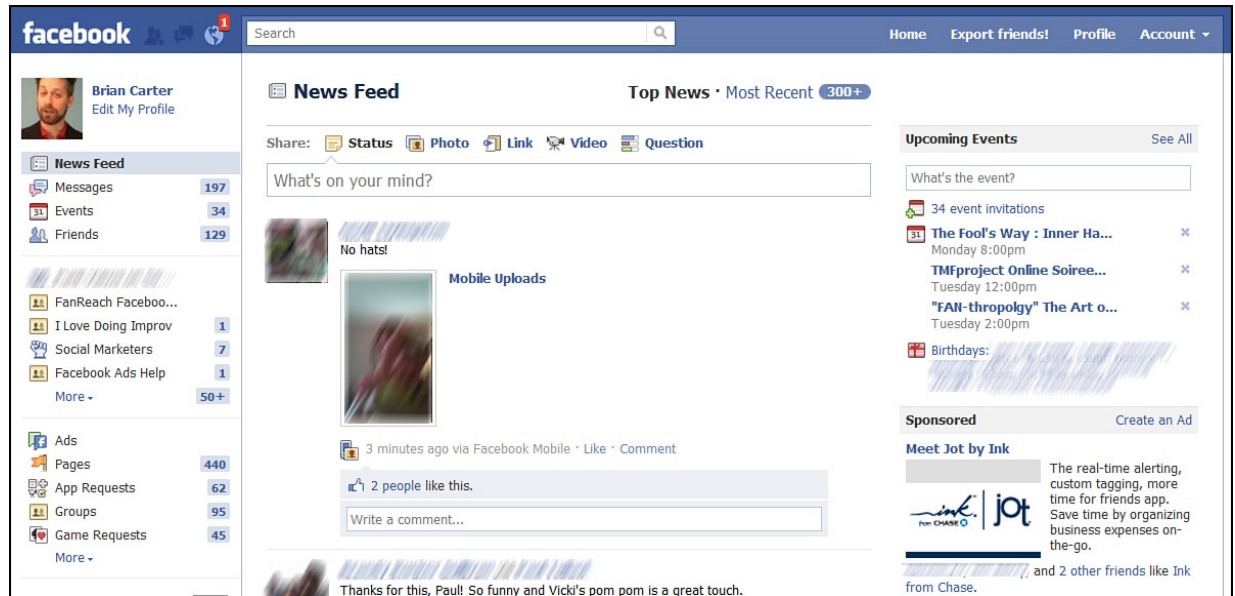 facebook
1
Search
Home Export friends! Profile Account
Brian Carter
Edit My Profile
News Feed
Messages 197
31 Events 34
Friends 129
FanReach Faceboo...
I Love Doing Improv 1
Social Marketers 7
Facebook Ads Help 1
More 50+
Ads
Pages 440
App Requests 62
Groups 95
Game Requests 45
More
News Feed
Top News · Most Recent 300+
Share: Status Photo Link Video Question
What's on your mind?
No hats!
Mobile Uploads
3 minutes ago via Facebook Mobile · Like · Comment
2 people like this.
Write a comment...
Thanks for this, Paul! So funny and Vicki's pom pom is a great touch.
Upcoming Events See All
What's the event?
34 event invitations
31 The Fool's Way : Inner Ha...
Monday 8:00pm
TMFproject Online Soiree...
Tuesday 12:00pm
"FAN-thropolgy" The Art o...
Tuesday 2:00pm
Birthdays:
Sponsored Create an Ad
Meet Jot by Ink
ink. jot
from CHASE
The real-time alerting,
custom tagging, more
time for friends app.
Save time by organizing
business expenses on-
the-go.
and 2 other friends like Ink
from Chase.